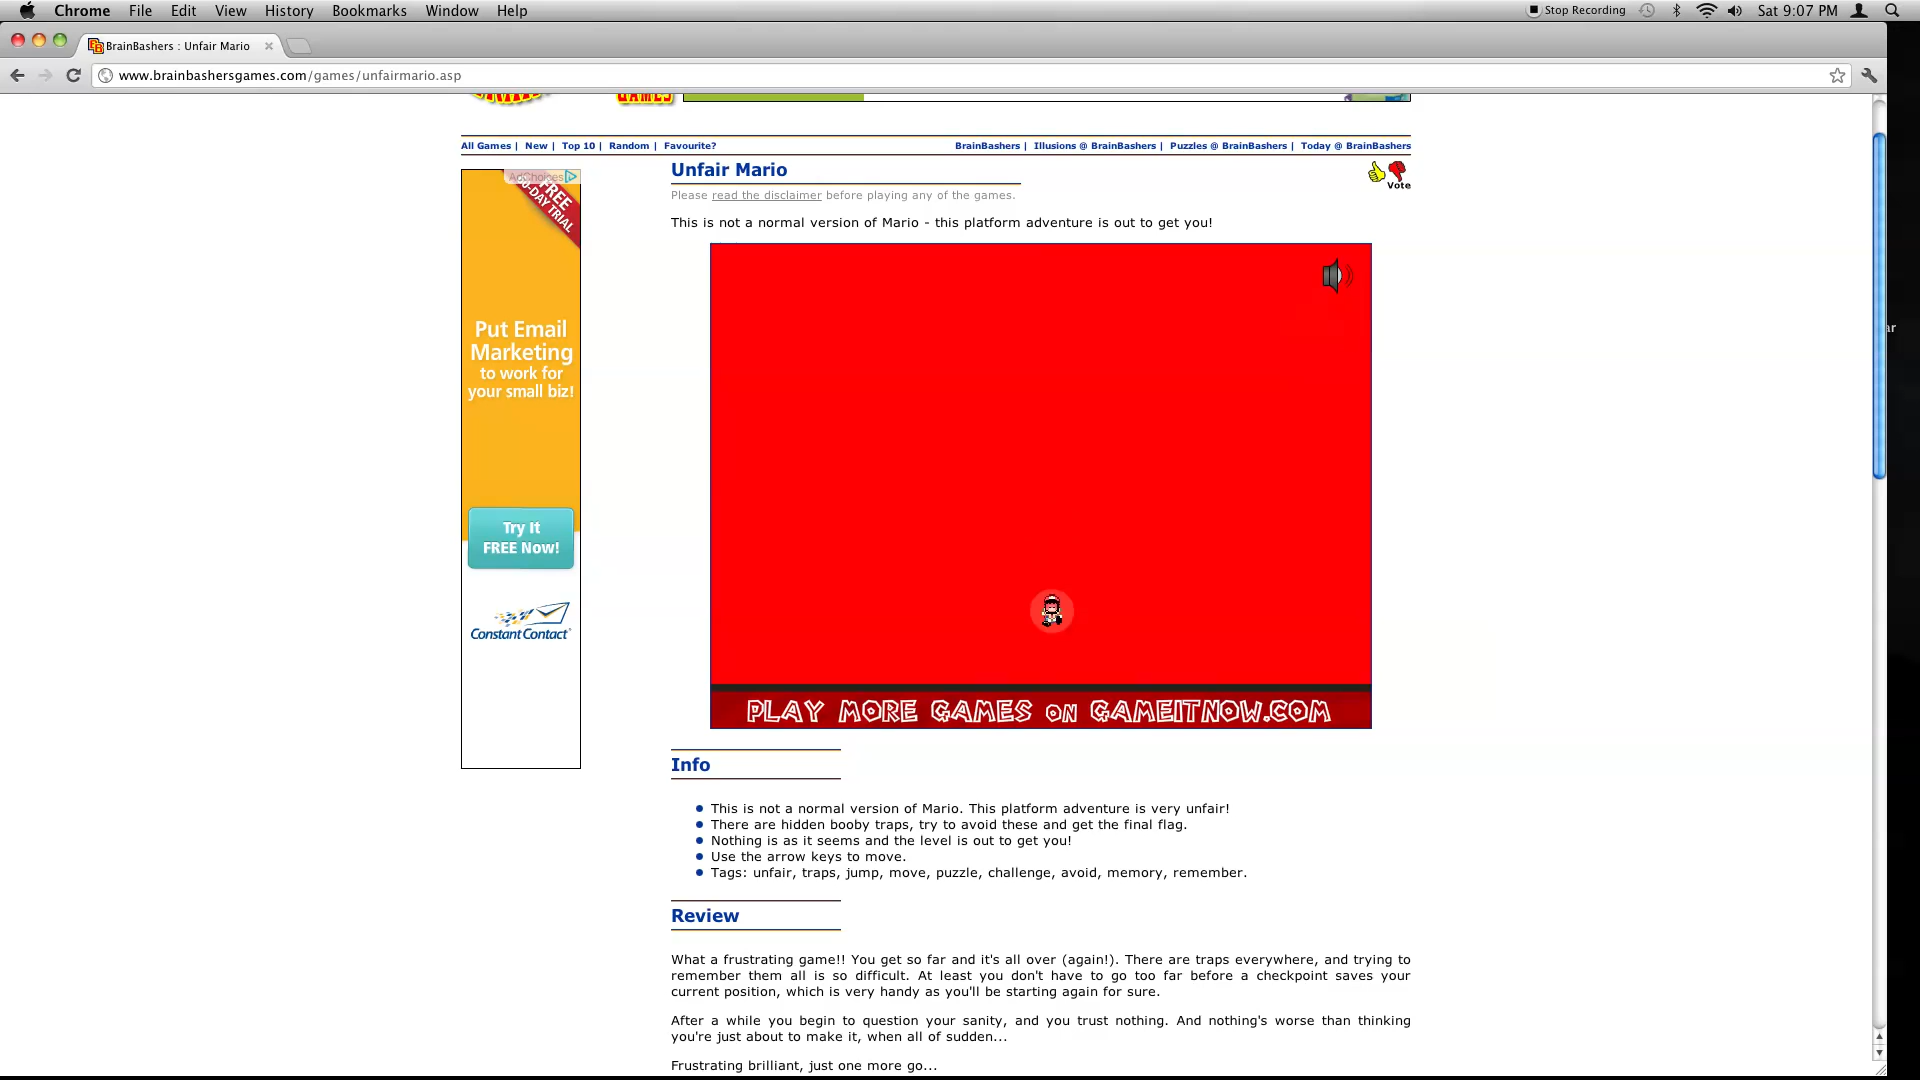 Chrome File Edit View History Bookmarks Window Help Stop Recording Sat 9:07 PM
BrainBashers : Unfair Mario
www.brainbashersgames.com/games/unfairmario.asp
GAMES
All Games | New | Top 10 | Random | Favourite? BrainBashers | Illusions @ BrainBashers | Puzzles @ BrainBashers | Today @ BrainBashers
Unfair Mario
Vote
Please read the disclaimer before playing any of the games.
This is not a normal version of Mario - this platform adventure is out to get you!
AdChoices
FREE
60-DAY TRIAL
Put Email
Marketing
to work for
your small biz!
Try It
FREE Now!
Constant Contact®
PLAY MORE GAMES ON GAMEITNOW.COM
Info
This is not a normal version of Mario. This platform adventure is very unfair!
There are hidden booby traps, try to avoid these and get the final flag.
Nothing is as it seems and the level is out to get you!
Use the arrow keys to move.
Tags: unfair, traps, jump, move, puzzle, challenge, avoid, memory, remember.
Review
What a frustrating game!! You get so far and it's all over (again!). There are traps everywhere, and trying to
remember them all is so difficult. At least you don't have to go too far before a checkpoint saves your
current position, which is very handy as you'll be starting again for sure.
After a while you begin to question your sanity, and you trust nothing. And nothing's worse than thinking
you're just about to make it, when all of sudden...
Frustrating brilliant, just one more go...